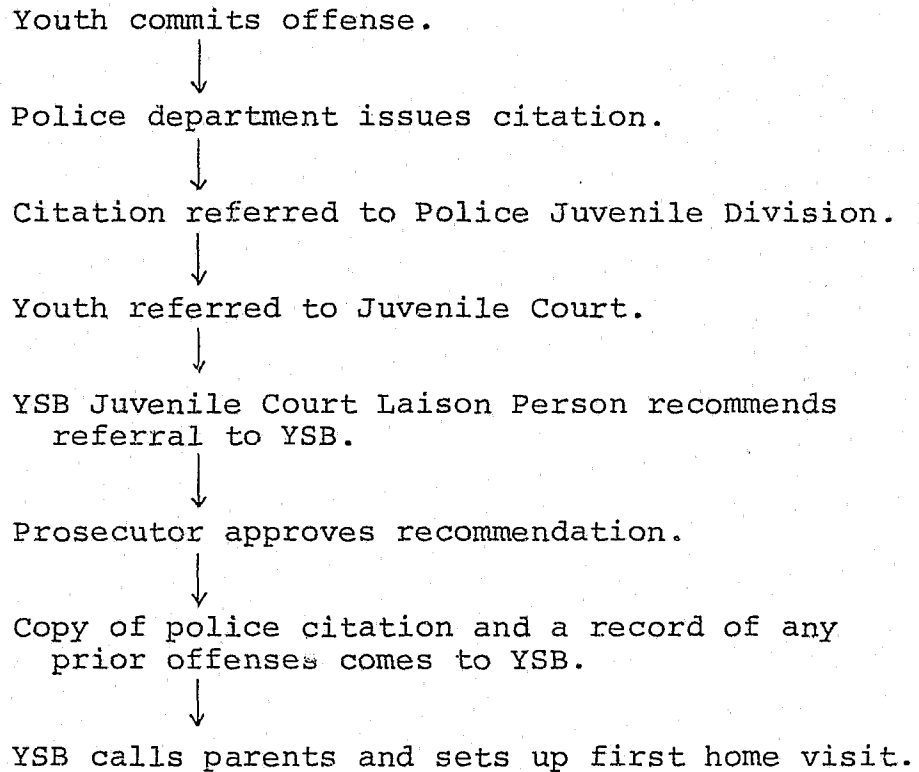 Youth commits offense.
Police department issues citation.
Citation referred to Police Juvenile Division.
Youth referred to Juvenile Court.
YSB Juvenile Court Laison Person recommends
referral to YSB.
Prosecutor approves recommendation.
Copy of police citation and a record of any
prior offenses comes to YSB.
YSB calls parents and sets up first home visit.